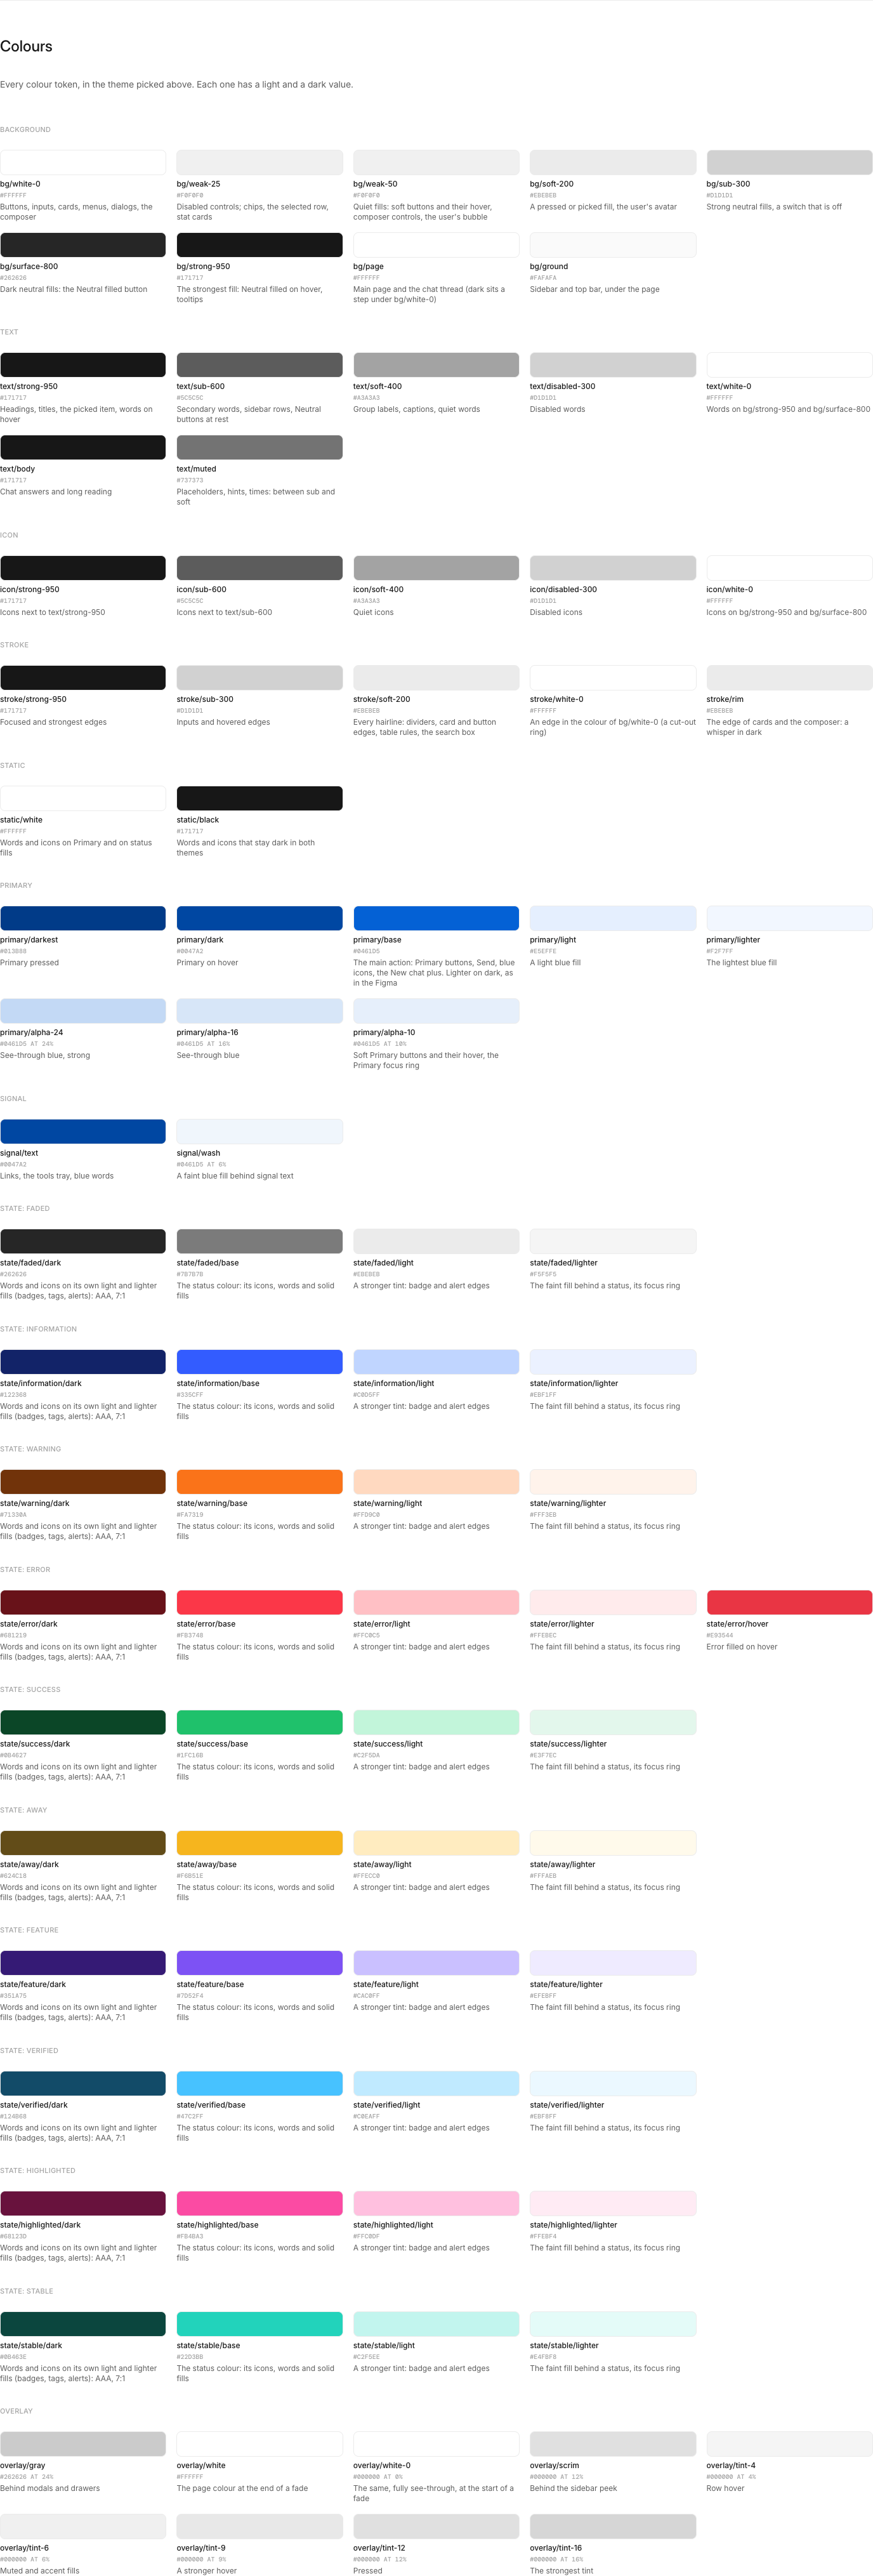 Colours
Every colour token, in the theme picked above. Each one has a light and a dark value.
BACKGROUND
bg/white-0
#FFFFFF
Buttons, inputs, cards, menus, dialogs, the
composer
bg/weak-25
#F0F0F0
Disabled controls; chips, the selected row,
stat cards
bg/weak-50
#F0F0F0
Quiet fills: soft buttons and their hover,
composer controls, the user's bubble
bg/soft-200
#EBEBEB
A pressed or picked fill, the user's avatar
bg/sub-300
#D1D1D1
Strong neutral fills, a switch that is off
bg/surface-800
#262626
Dark neutral fills: the Neutral filled button
bg/strong-950
#171717
The strongest fill: Neutral filled on hover,
tooltips
bg/page
#FFFFFF
Main page and the chat thread (dark sits a
step under bg/white-0)
bg/ground
#FAFAFA
Sidebar and top bar, under the page
TEXT
text/strong-950
#171717
Headings, titles, the picked item, words on
hover
text/sub-600
#5C5C5C
Secondary words, sidebar rows, Neutral
buttons at rest
text/soft-400
#A3A3A3
Group labels, captions, quiet words
text/disabled-300
#D1D1D1
Disabled words
text/white-0
#FFFFFF
Words on bg/strong-950 and bg/surface-800
text/body
#171717
Chat answers and long reading
text/muted
#737373
Placeholders, hints, times: between sub and
soft
ICON
icon/strong-950
#171717
Icons next to text/strong-950
icon/sub-600
#5C5C5C
Icons next to text/sub-600
icon/soft-400
#A3A3A3
Quiet icons
icon/disabled-300
#D1D1D1
Disabled icons
icon/white-0
#FFFFFF
Icons on bg/strong-950 and bg/surface-800
STROKE
stroke/strong-950
#171717
Focused and strongest edges
stroke/sub-300
#D1D1D1
Inputs and hovered edges
stroke/soft-200
#EBEBEB
Every hairline: dividers, card and button
edges, table rules, the search box
stroke/white-0
#FFFFFF
An edge in the colour of bg/white-0 (a cut-out
ring)
stroke/rim
#EBEBEB
The edge of cards and the composer: a
whisper in dark
STATIC
static/white
#FFFFFF
Words and icons on Primary and on status
fills
static/black
#171717
Words and icons that stay dark in both
themes
PRIMARY
primary/darkest
#013B88
Primary pressed
primary/dark
#0047A2
Primary on hover
primary/base
#0461D5
The main action: Primary buttons, Send, blue
icons, the New chat plus. Lighter on dark, as
in the Figma
primary/light
#E5EFFE
A light blue fill
primary/lighter
#F2F7FF
The lightest blue fill
primary/alpha-24
#0461D5 AT 24%
See-through blue, strong
primary/alpha-16
#0461D5 AT 16%
See-through blue
primary/alpha-10
#0461D5 AT 10%
Soft Primary buttons and their hover, the
Primary focus ring
SIGNAL
signal/text
#0047A2
Links, the tools tray, blue words
signal/wash
#0461D5 AT 6%
A faint blue fill behind signal text
STATE: FADED
state/faded/dark
#262626
Words and icons on its own light and lighter
fills (badges, tags, alerts): AAA, 7:1
state/faded/base
#7B7B7B
The status colour: its icons, words and solid
fills
state/faded/light
#EBEBEB
A stronger tint: badge and alert edges
state/faded/lighter
#F5F5F5
The faint fill behind a status, its focus ring
STATE: INFORMATION
state/information/dark
#122368
Words and icons on its own light and lighter
fills (badges, tags, alerts): AAA, 7:1
state/information/base
#335CFF
The status colour: its icons, words and solid
fills
state/information/light
#C0D5FF
A stronger tint: badge and alert edges
state/information/lighter
#EBF1FF
The faint fill behind a status, its focus ring
STATE: WARNING
state/warning/dark
#71330A
Words and icons on its own light and lighter
fills (badges, tags, alerts): AAA, 7:1
state/warning/base
#FA7319
The status colour: its icons, words and solid
fills
state/warning/light
#FFD9C0
A stronger tint: badge and alert edges
state/warning/lighter
#FFF3EB
The faint fill behind a status, its focus ring
STATE: ERROR
state/error/dark
#681219
Words and icons on its own light and lighter
fills (badges, tags, alerts): AAA, 7:1
state/error/base
#FB3748
The status colour: its icons, words and solid
fills
state/error/light
#FFC0C5
A stronger tint: badge and alert edges
state/error/lighter
#FFEBEC
The faint fill behind a status, its focus ring
state/error/hover
#E93544
Error filled on hover
STATE: SUCCESS
state/success/dark
#0B4627
Words and icons on its own light and lighter
fills (badges, tags, alerts): AAA, 7:1
state/success/base
#1FC16B
The status colour: its icons, words and solid
fills
state/success/light
#C2F5DA
A stronger tint: badge and alert edges
state/success/lighter
#E3F7EC
The faint fill behind a status, its focus ring
STATE: AWAY
state/away/dark
#624C18
Words and icons on its own light and lighter
fills (badges, tags, alerts): AAA, 7:1
state/away/base
#F6B51E
The status colour: its icons, words and solid
fills
state/away/light
#FFECC0
A stronger tint: badge and alert edges
state/away/lighter
#FFFAEB
The faint fill behind a status, its focus ring
STATE: FEATURE
state/feature/dark
#351A75
Words and icons on its own light and lighter
fills (badges, tags, alerts): AAA, 7:1
state/feature/base
#7D52F4
The status colour: its icons, words and solid
fills
state/feature/light
#CAC0FF
A stronger tint: badge and alert edges
state/feature/lighter
#EFEBFF
The faint fill behind a status, its focus ring
STATE: VERIFIED
state/verified/dark
#124B68
Words and icons on its own light and lighter
fills (badges, tags, alerts): AAA, 7:1
state/verified/base
#47C2FF
The status colour: its icons, words and solid
fills
state/verified/light
#C0EAFF
A stronger tint: badge and alert edges
state/verified/lighter
#EBF8FF
The faint fill behind a status, its focus ring
STATE: HIGHLIGHTED
state/highlighted/dark
#68123D
Words and icons on its own light and lighter
fills (badges, tags, alerts): AAA, 7:1
state/highlighted/base
#FB4BA3
The status colour: its icons, words and solid
fills
state/highlighted/light
#FFC0DF
A stronger tint: badge and alert edges
state/highlighted/lighter
#FFEBF4
The faint fill behind a status, its focus ring
STATE: STABLE
state/stable/dark
#0B463E
Words and icons on its own light and lighter
fills (badges, tags, alerts): AAA, 7:1
state/stable/base
#22D3BB
The status colour: its icons, words and solid
fills
state/stable/light
#C2F5EE
A stronger tint: badge and alert edges
state/stable/lighter
#E4FBF8
The faint fill behind a status, its focus ring
OVERLAY
overlay/gray
#262626 AT 24%
Behind modals and drawers
overlay/white
#FFFFFF
The page colour at the end of a fade
overlay/white-0
#000000 AT 0%
The same, fully see-through, at the start of a
fade
overlay/scrim
#000000 AT 12%
Behind the sidebar peek
overlay/tint-4
#000000 AT 4%
Row hover
overlay/tint-6
#000000 AT 6%
Muted and accent fills
overlay/tint-9
#000000 AT 9%
A stronger hover
overlay/tint-12
#000000 AT 12%
Pressed
overlay/tint-16
#000000 AT 16%
The strongest tint